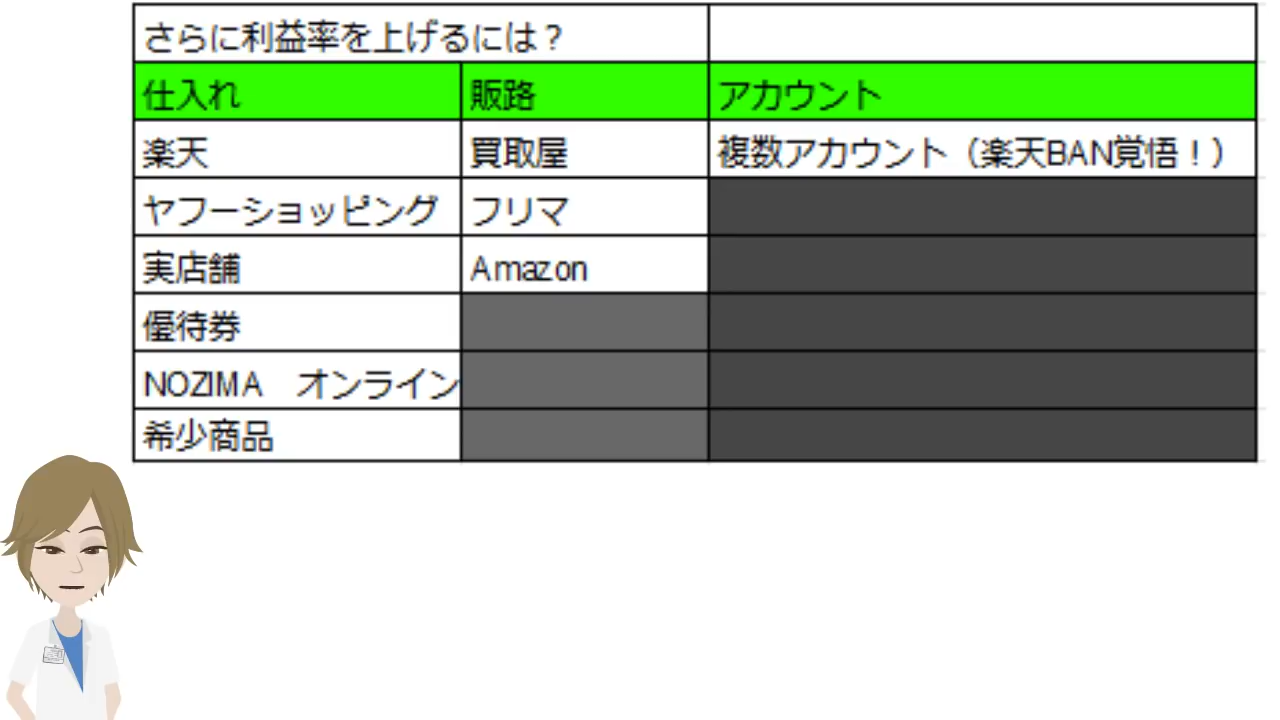 さらに利益率を上げるには？
仕入れ 販路 アカウント
楽天 買取屋 複数アカウント（楽天BAN覚悟！）
ヤフーショッピング フリマ
実店舗 Amazon
優待券
NOZIMA　オンライン
希少商品